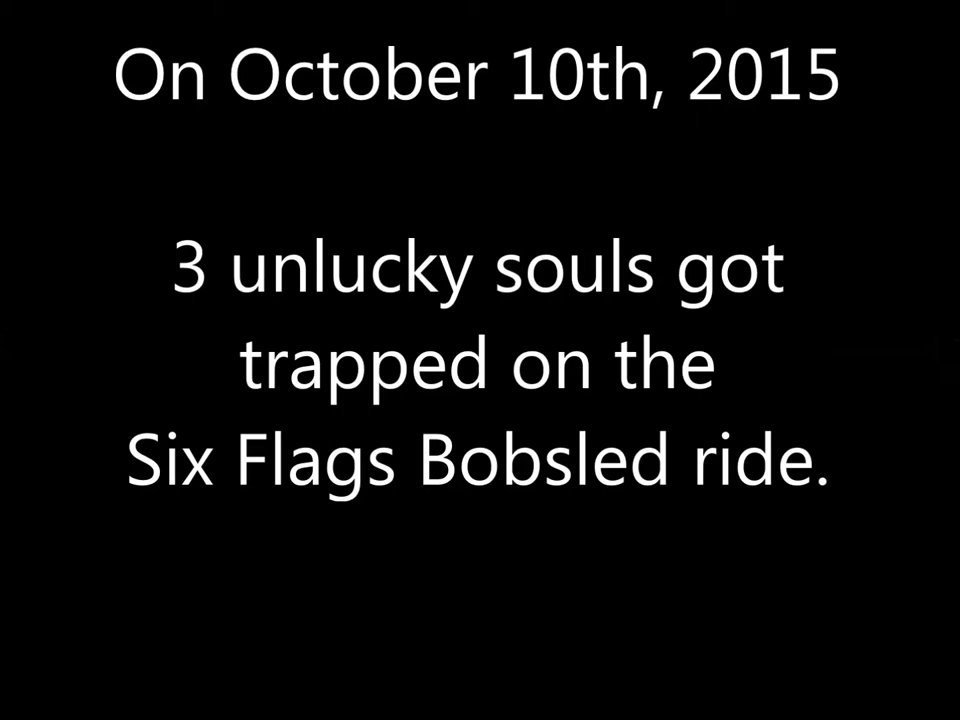 On October 10th, 2015
3 unlucky souls got
trapped on the
Six Flags Bobsled ride.